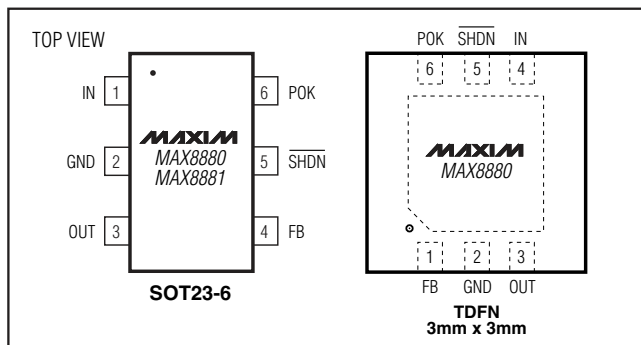 TOP VIEW
IN 1
6 POK
MAXIM
MAX8880
MAX8881
GND 2
5 SHDN
OUT 3
4 FB
SOT23-6
POK SHDN IN
6 5 4
MAXIM
MAX8880
1 2 3
FB GND OUT
TDFN
3mm x 3mm